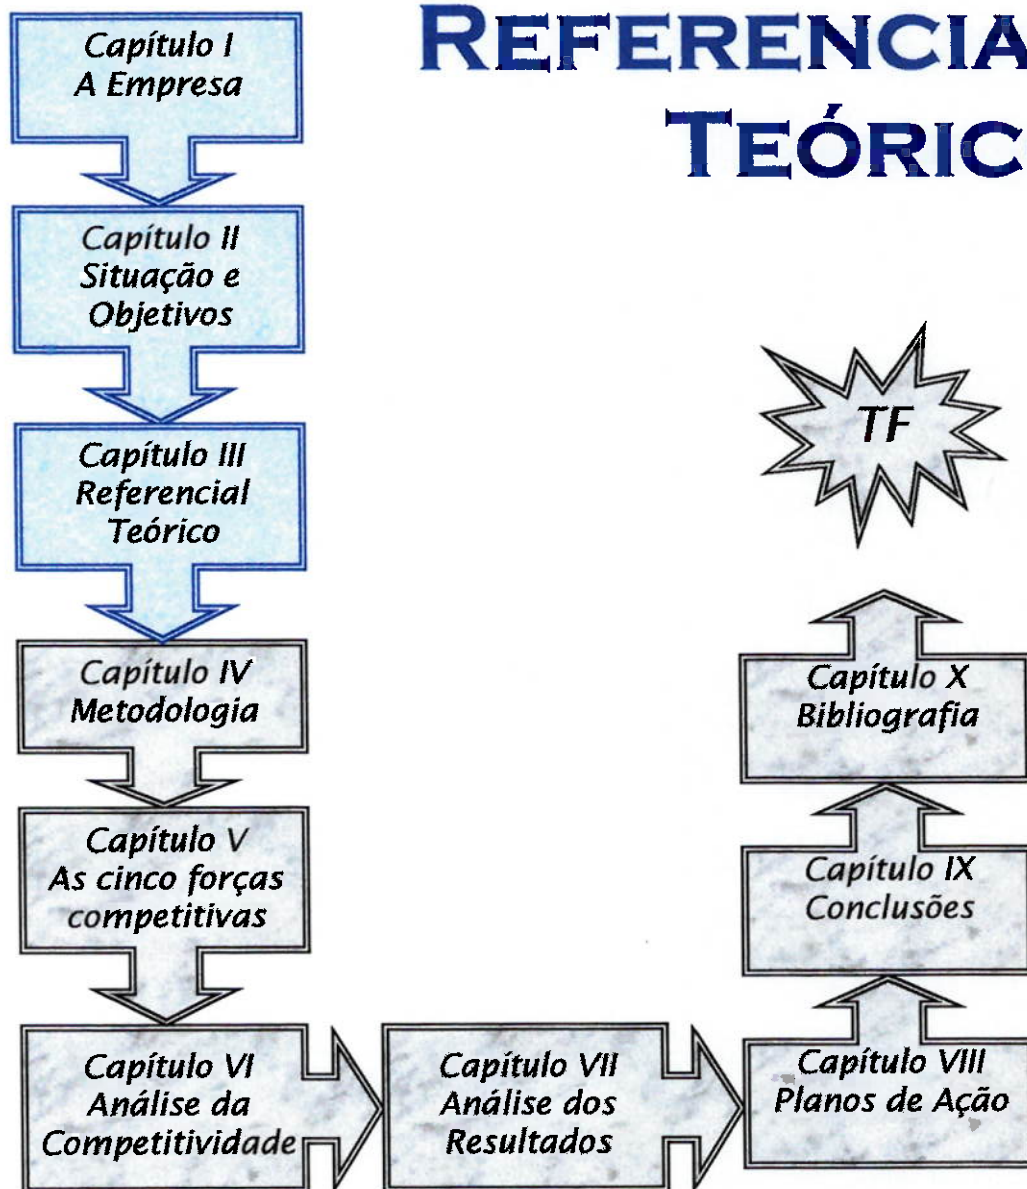 REFERENCIA
TEÓRIC
Capítulo I
A Empresa
Capítulo II
Situação e
Objetivos
Capítulo III
Referencial
Teórico
Capítulo IV
Metodologia
Capítulo V
As cinco forças
competitivas
Capítulo VI
Análise da
Competitividade
Capítulo VII
Análise dos
Resultados
Capítulo VIII
Planos de Ação
Capítulo IX
Conclusões
Capítulo X
Bibliografia
TF